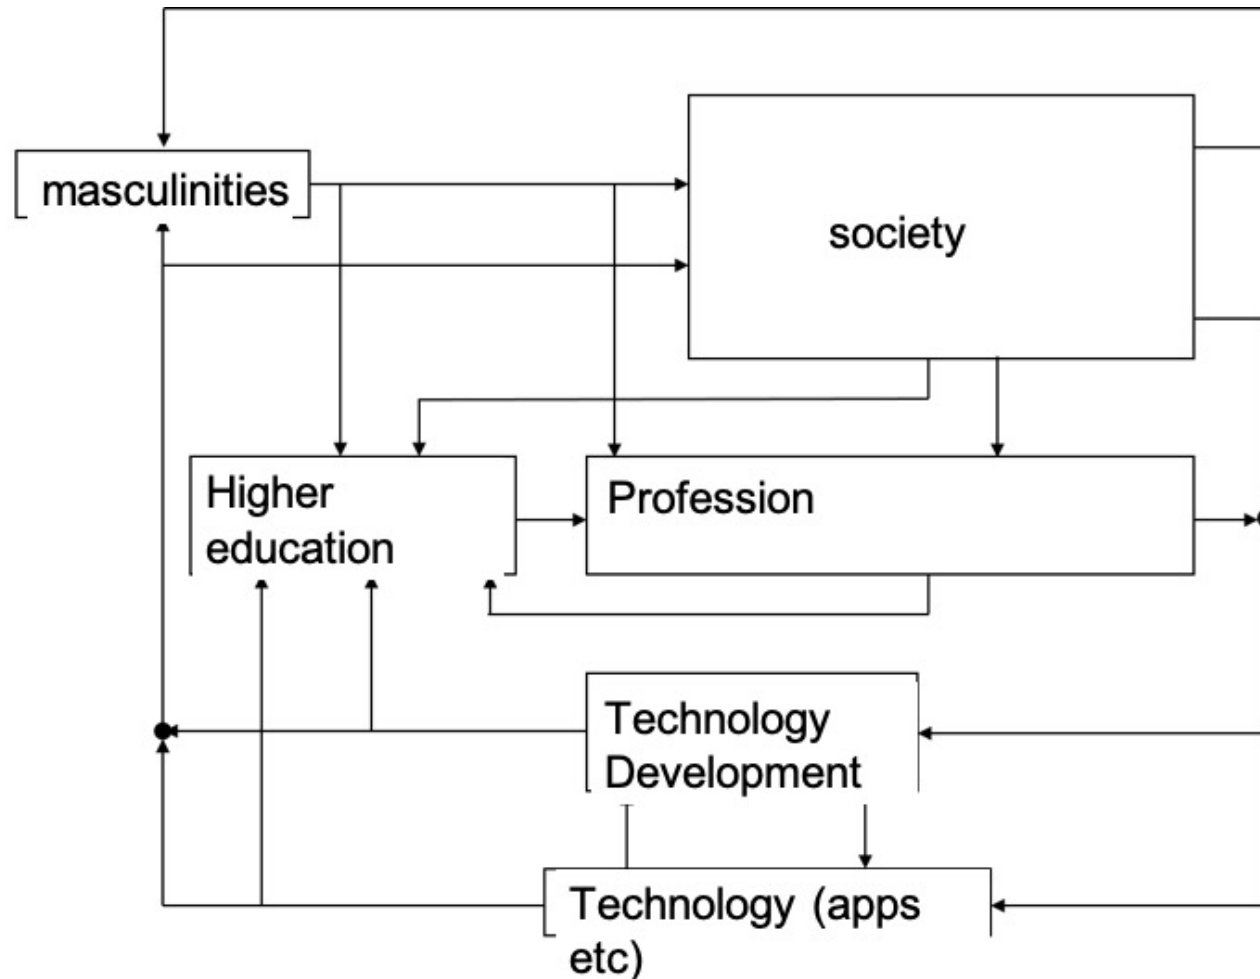 masculinities
society
Higher
education
Profession
Technology
Development
Technology (apps
etc)